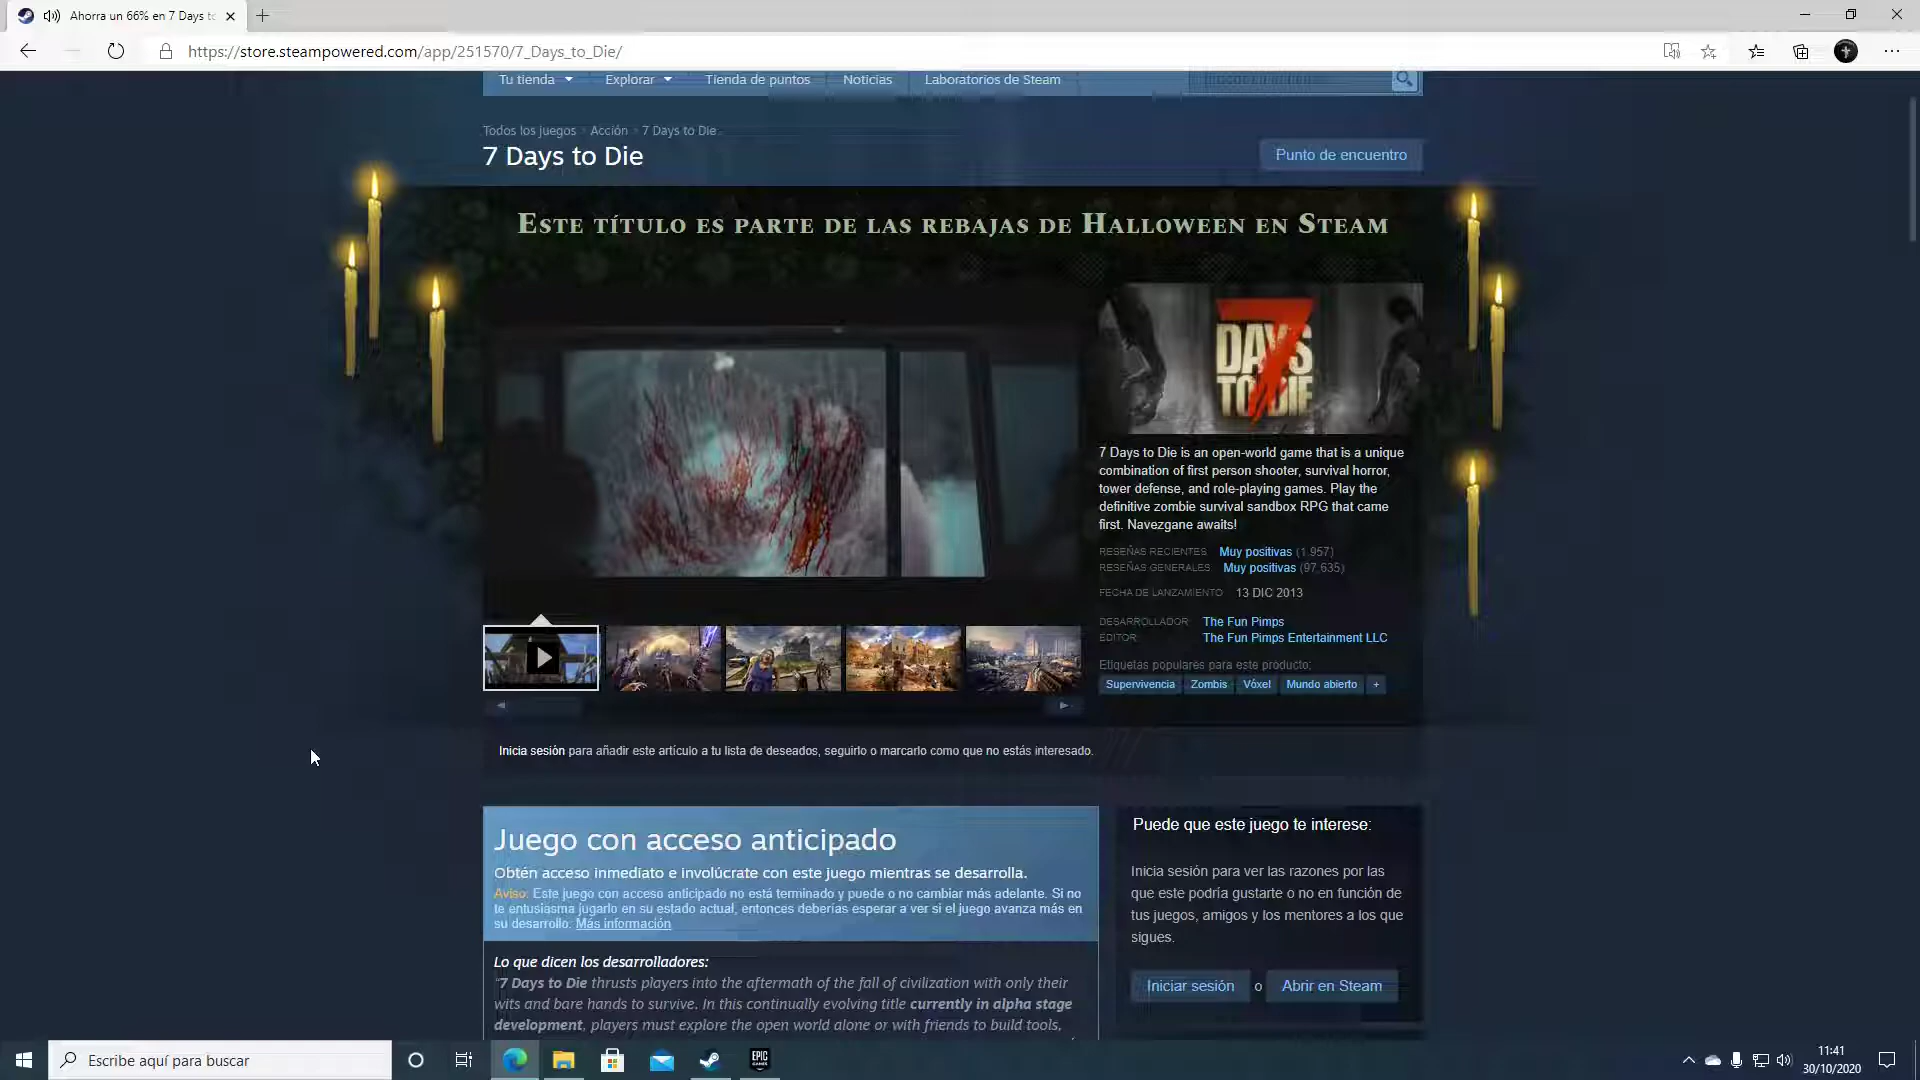 Ahorra un 66% en 7 Days to
https://store.steampowered.com/app/251570/7_Days_to_Die/
Tu tienda
Explorar
Tienda de puntos
Noticias
Laboratorios de Steam
Todos los juegos
Acción
7 Days to Die
7 Days to Die
Punto de encuentro
Este título es parte de las rebajas de Halloween en Steam
7
DAYS
TO DIE
7 Days to Die is an open-world game that is a unique
combination of first person shooter, survival horror,
tower defense, and role-playing games. Play the
definitive zombie survival sandbox RPG that came
first. Navezgane awaits!
RESEÑAS RECIENTES: Muy positivas (1.957)
RESEÑAS GENERALES: Muy positivas (97,635)
FECHA DE LANZAMIENTO: 13 DIC 2013
DESARROLLADOR: The Fun Pimps
EDITOR: The Fun Pimps Entertainment LLC
Etiquetas populares para este producto:
Supervivencia
Zombis
Vóxel
Mundo abierto
+
Inicia sesión para añadir este artículo a tu lista de deseados, seguirlo o marcarlo como que no estás interesado.
Juego con acceso anticipado
Obtén acceso inmediato e involúcrate con este juego mientras se desarrolla.
Aviso: Este juego con acceso anticipado no está terminado y puede o no cambiar más adelante. Si no
te entusiasma jugarlo en su estado actual, entonces deberías esperar a ver si el juego avanza más en
su desarrollo. Más información
Lo que dicen los desarrolladores:
"7 Days to Die thrusts players into the aftermath of the fall of civilization with only their
wits and bare hands to survive. In this continually evolving title currently in alpha stage
development, players must explore the open world alone or with friends to build tools,
Puede que este juego te interese:
Inicia sesión para ver las razones por las
que este podría gustarte o no en función de
tus juegos, amigos y los mentores a los que
sigues.
Iniciar sesión o Abrir en Steam
Escribe aquí para buscar
EPIC
GAMES
11:41
30/10/2020